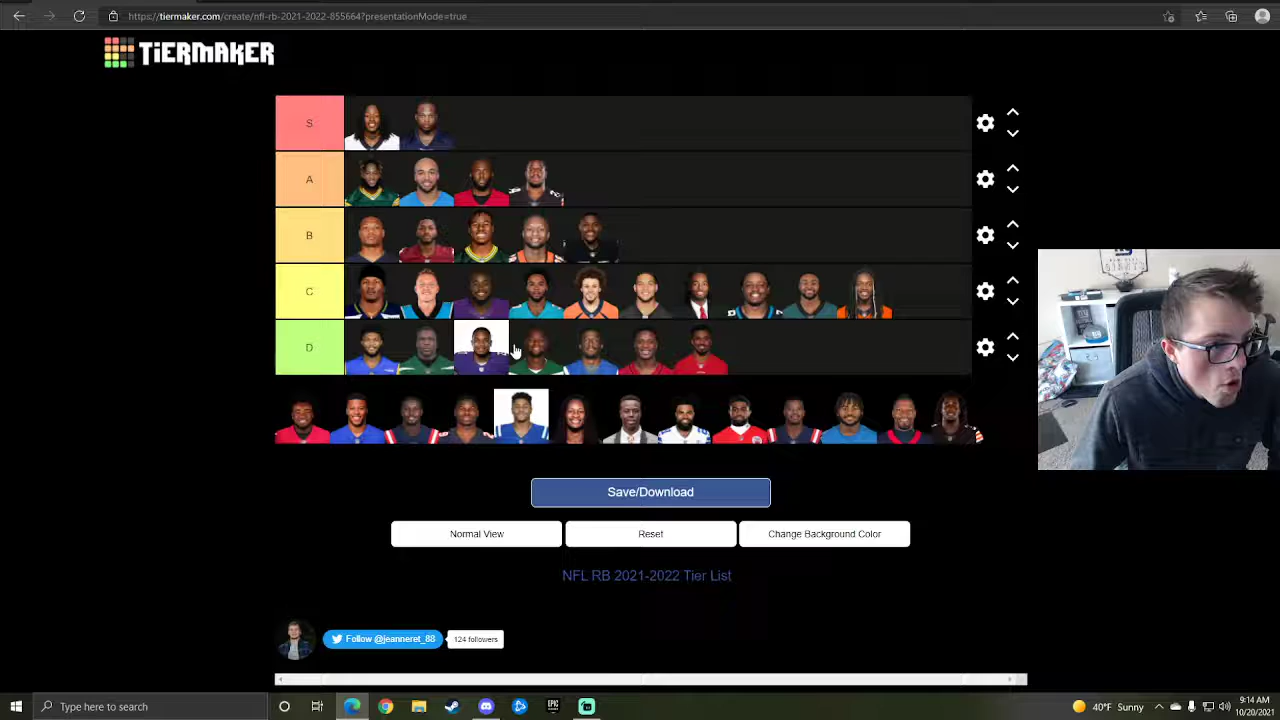 https://tiermaker.com/create/nfl-rb-2021-2022-855664?presentationMode=true
TiERMAKER
S
A
B
C
D
Save/Download
Normal View
Reset
Change Background Color
NFL RB 2021-2022 Tier List
Follow @jeanneret_88
124 followers
Type here to search
EPIC
40°F Sunny
9:14 AM
10/20/2021